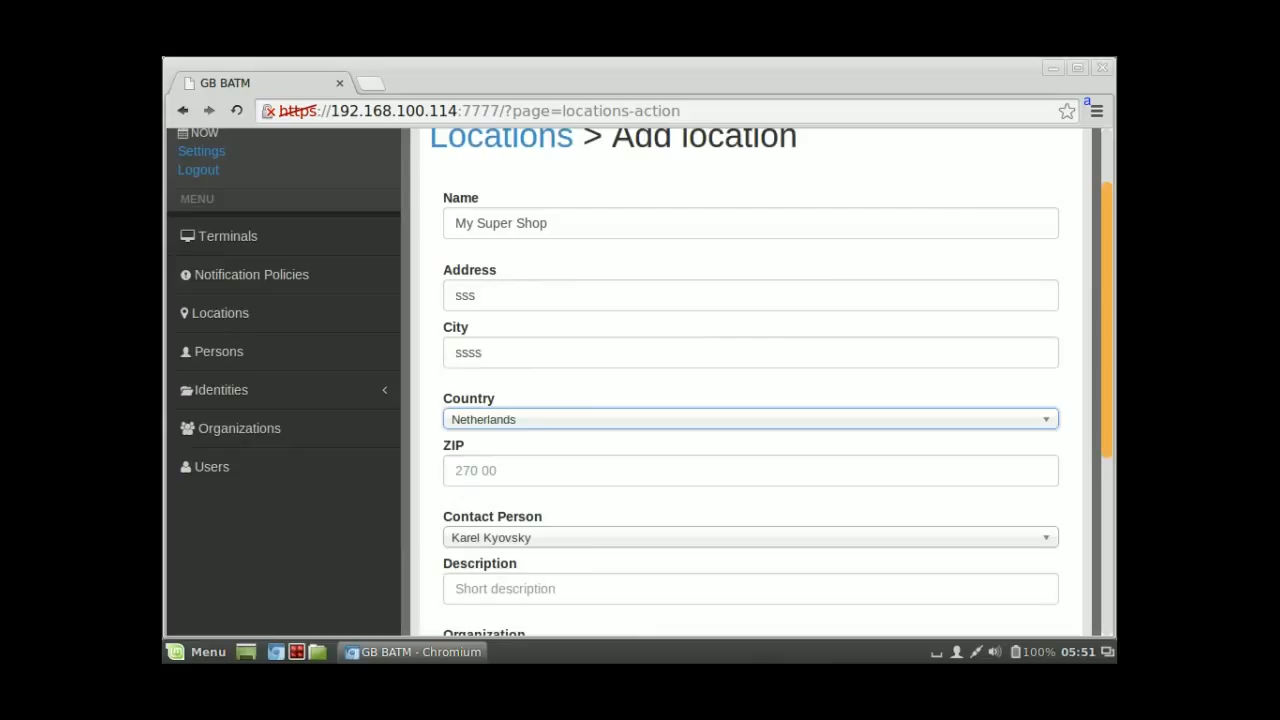 GB BATM
https://192.168.100.114:7777/?page=locations-action
a
NOW
Settings
Logout
MENU
Terminals
Notification Policies
Locations
Persons
Identities
Organizations
Users
Locations > Add location
Name
My Super Shop
Address
sss
City
ssss
Country
Netherlands
ZIP
270 00
Contact Person
Karel Kyovsky
Description
Short description
Organization
Menu
GB BATM - Chromium
100% 05:51